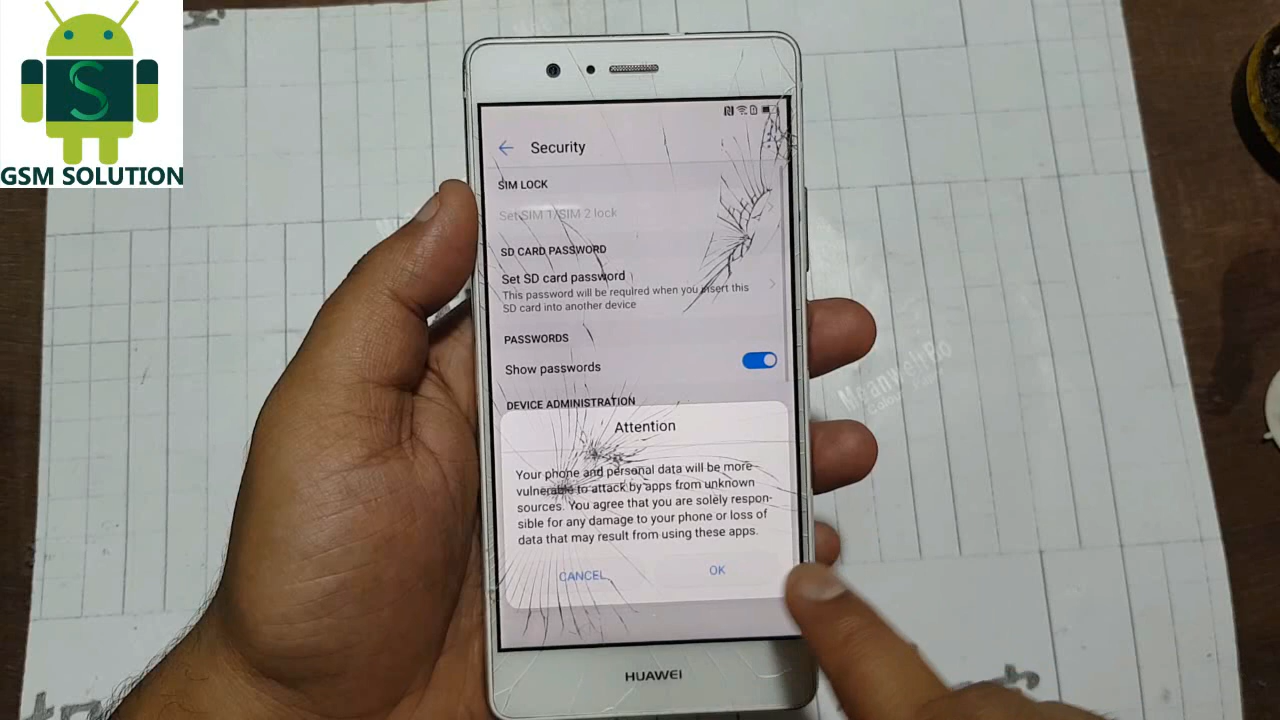 S
GSM SOLUTION
Security
SIM LOCK
Set SIM 1/SIM 2 lock
SD CARD PASSWORD
Set SD card password
This password will be required when you insert this
SD card into another device
PASSWORDS
Show passwords
DEVICE ADMINISTRATION
Attention
Your phone and personal data will be more
vulnerable to attack by apps from unknown
sources. You agree that you are solely respon-
sible for any damage to your phone or loss of
data that may result from using these apps.
CANCEL
OK
HUAWEI